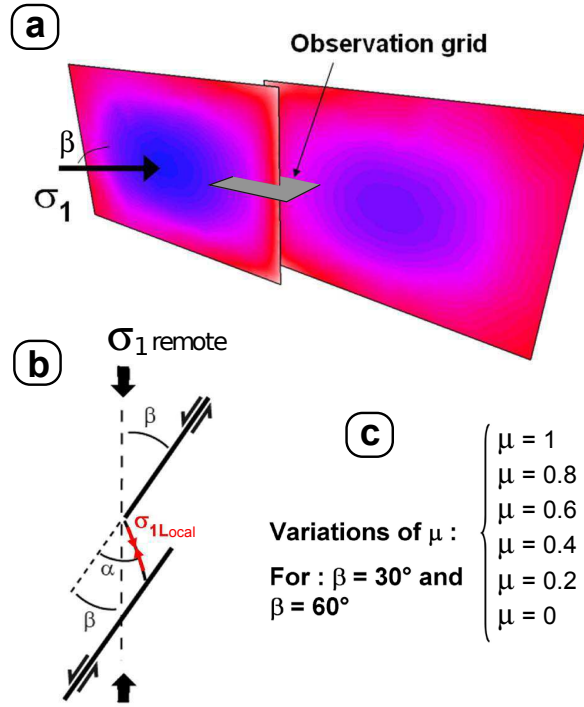 a
Observation grid
β
σ1
b
σ1 remote
β
σ1Local
α
β
c
Variations of μ :
For : β = 30° and
β = 60°
μ = 1
μ = 0.8
μ = 0.6
μ = 0.4
μ = 0.2
μ = 0